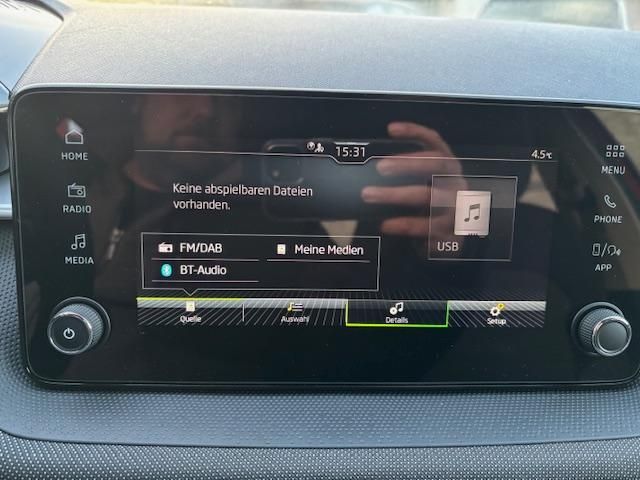 15:31
4.5°C
HOME
RADIO
MEDIA
Keine abspielbaren Dateien
vorhanden.
USB
FM/DAB
Meine Medien
BT-Audio
Quelle
Auswahl
Details
Setup
MENU
PHONE
APP